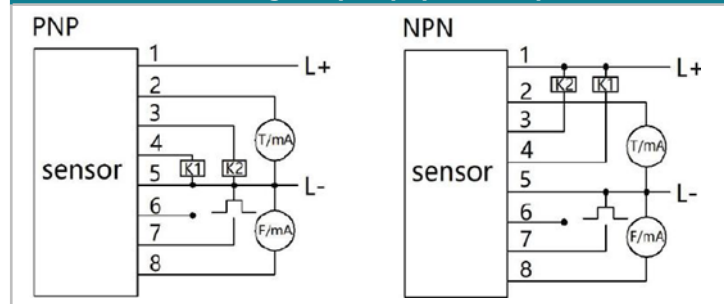 PNP
1
L+
2
3
T/mA
4
K1
K2
sensor
5
L-
6
F/mA
7
8
NPN
1
L+
K2
K1
2
3
T/mA
4
sensor
5
L-
6
F/mA
7
8